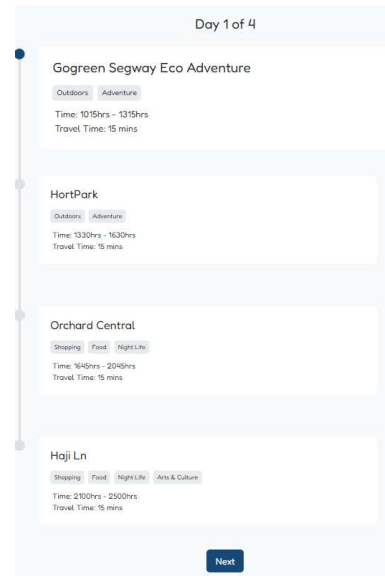 Day 1 of 4
Gogreen Segway Eco Adventure
Outdoors Adventure
Time: 1015hrs - 1315hrs
Travel Time: 15 mins
HortPark
Outdoors Adventure
Time: 1330hrs - 1630hrs
Travel Time: 15 mins
Orchard Central
Shopping Food Night Life
Time: 1645hrs - 2045hrs
Travel Time: 15 mins
Haji Ln
Shopping Food Night Life Arts & Culture
Time: 2100hrs - 2500hrs
Travel Time: 15 mins
Next